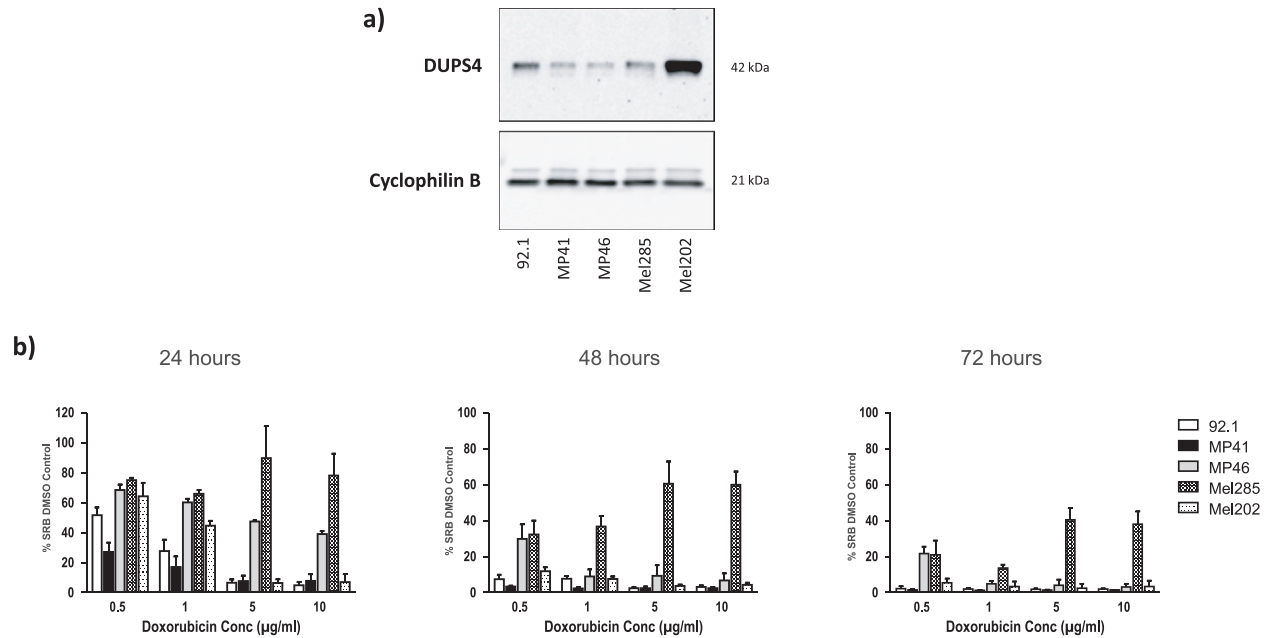 a)
DUPS4
42 kDa
Cyclophilin B
21 kDa
92.1
MP41
MP46
Mel285
Mel202
b)
24 hours
48 hours
72 hours
% SRB DMSO Control
120
100
80
60
40
20
0
0.5 1 5 10
Doxorubicin Conc (µg/ml)
% SRB DMSO Control
100
80
60
40
20
0
0.5 1 5 10
Doxorubicin Conc (µg/ml)
% SRB DMSO Control
100
80
60
40
20
0
0.5 1 5 10
Doxorubicin Conc (µg/ml)
92.1
MP41
MP46
Mel285
Mel202